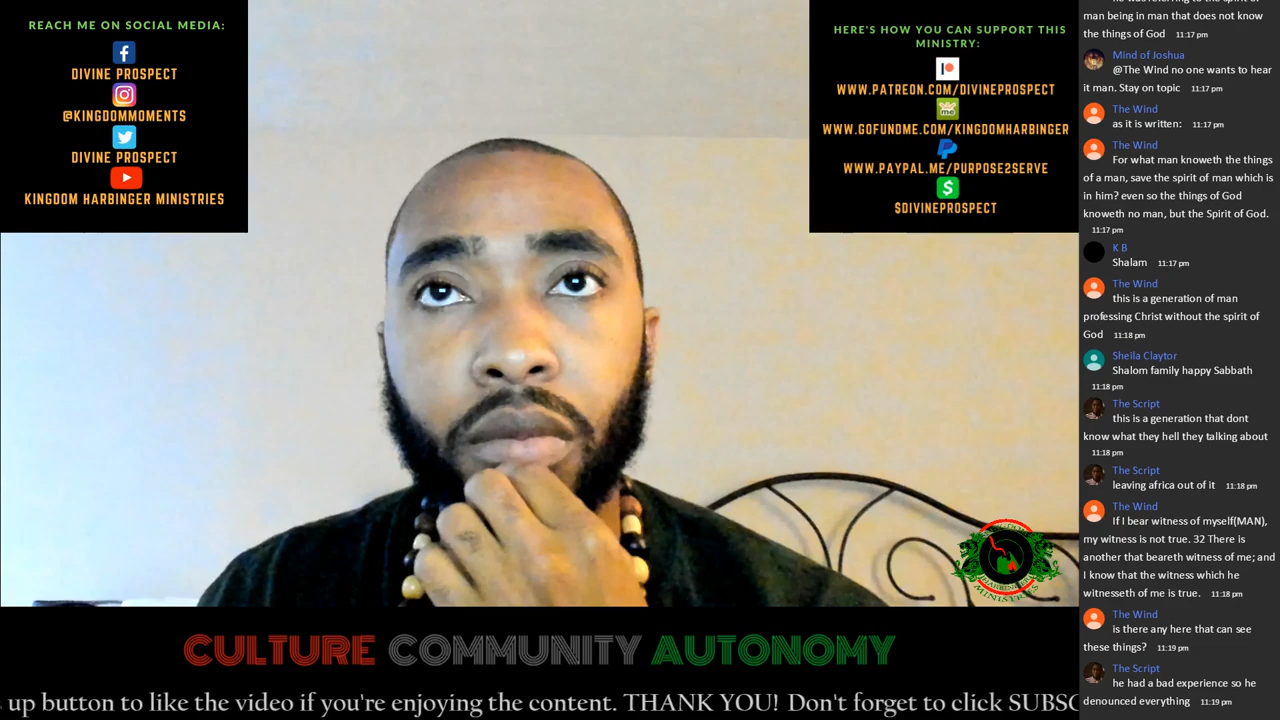 REACH ME ON SOCIAL MEDIA:
DIVINE PROSPECT
@KINGDOMMOMENTS
DIVINE PROSPECT
KINGDOM HARBINGER MINISTRIES
HERE'S HOW YOU CAN SUPPORT THIS
MINISTRY:
WWW.PATREON.COM/DIVINEPROSPECT
me
WWW.GOFUNDME.COM/KINGDOMHARBINGER
WWW.PAYPAL.ME/PURPOSE2SERVE
$
$DIVINEPROSPECT
man being in man that does not know
the things of God 11:17 pm
Mind of Joshua
@The Wind no one wants to hear
it man. Stay on topic 11:17 pm
The Wind
as it is written: 11:17 pm
The Wind
For what man knoweth the things
of a man, save the spirit of man which is
in him? even so the things of God
knoweth no man, but the Spirit of God.
11:17 pm
K B
Shalam 11:17 pm
The Wind
this is a generation of man
professing Christ without the spirit of
God 11:18 pm
Sheila Claytor
Shalom family happy Sabbath
11:18 pm
The Script
this is a generation that dont
know what they hell they talking about
11:18 pm
The Script
leaving africa out of it 11:18 pm
The Wind
If I bear witness of myself(MAN),
my witness is not true. 32 There is
another that beareth witness of me; and
I know that the witness which he
witnesseth of me is true. 11:18 pm
The Wind
is there any here that can see
these things? 11:19 pm
The Script
he had a bad experience so he
denounced everything 11:19 pm
MINISTRIES
CULTURE COMMUNITY AUTONOMY
up button to like the video if you're enjoying the content. THANK YOU! Don't forget to click SUBSC